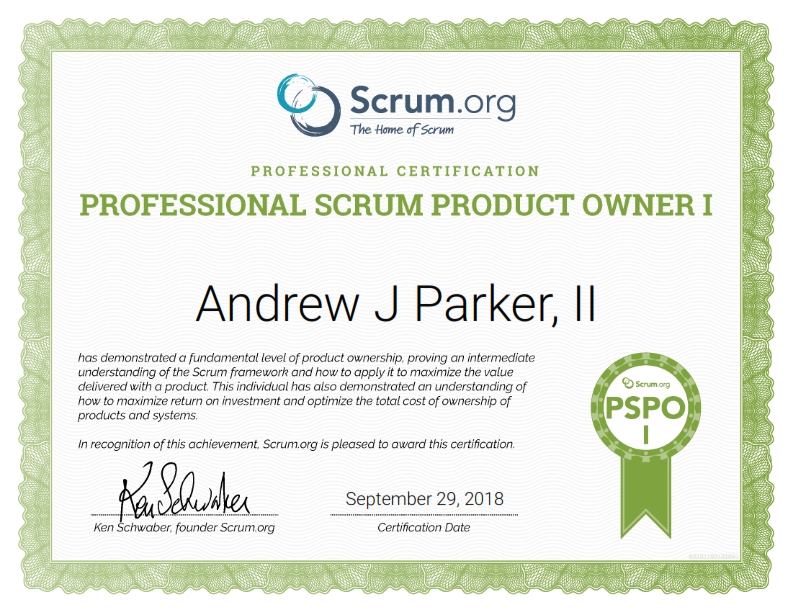 Scrum.org
The Home of Scrum
PROFESSIONAL CERTIFICATION
PROFESSIONAL SCRUM PRODUCT OWNER I
Andrew J Parker, II
has demonstrated a fundamental level of product ownership, proving an intermediate
understanding of the Scrum framework and how to apply it to maximize the value
delivered with a product. This individual has also demonstrated an understanding of
how to maximize return on investment and optimize the total cost of ownership of
products and systems.
In recognition of this achievement, Scrum.org is pleased to award this certification.
Scrum.org
PSPO
I
Ken Schwaber
September 29, 2018
Ken Schwaber, founder Scrum.org
Certification Date